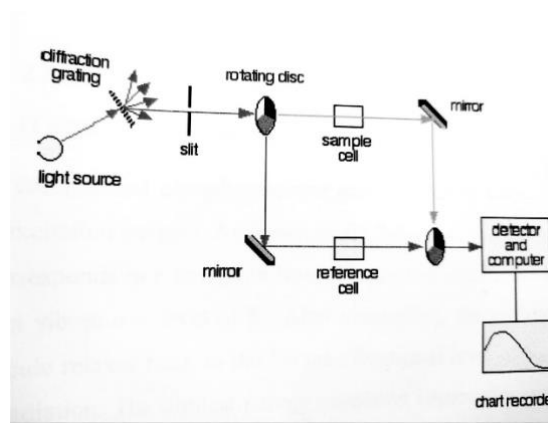 diffraction
grating
rotating disc
mirror
slit
sample
cell
light source
detector
and
computer
mirror
reference
cell
chart recorde